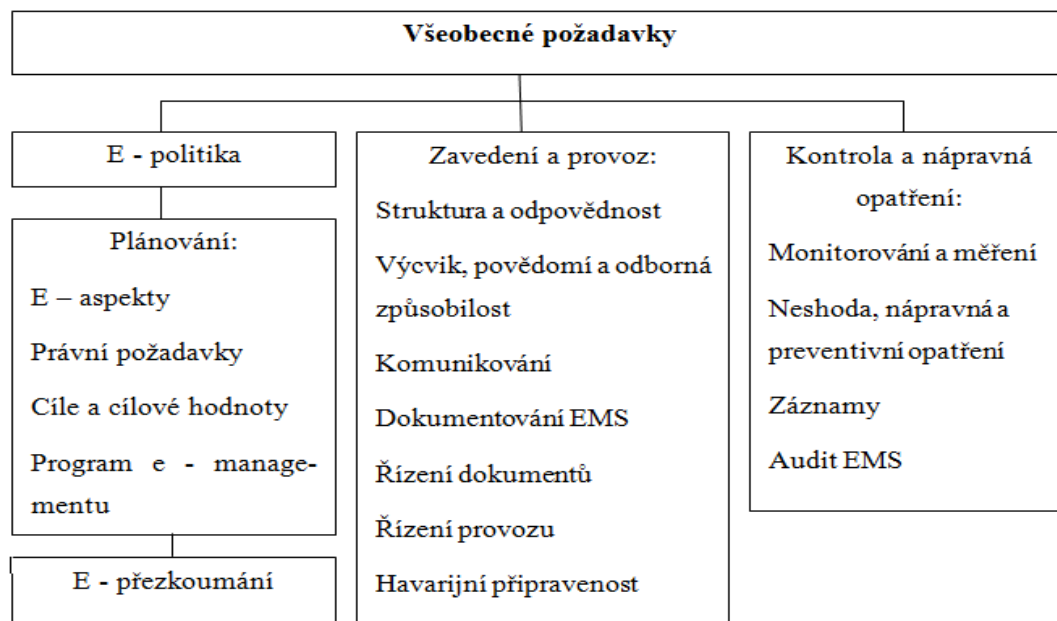 Všeobecné požadavky
E - politika
Plánování:
E – aspekty
Právní požadavky
Cíle a cílové hodnoty
Program e - manage-
mentu
E - přezkoumání
Zavedení a provoz:
Struktura a odpovědnost
Výcvik, povědomí a odborná
způsobilost
Komunikování
Dokumentování EMS
Řízení dokumentů
Řízení provozu
Havarijní připravenost
Kontrola a nápravná
opatření:
Monitorování a měření
Neshoda, nápravná a
preventivní opatření
Záznamy
Audit EMS